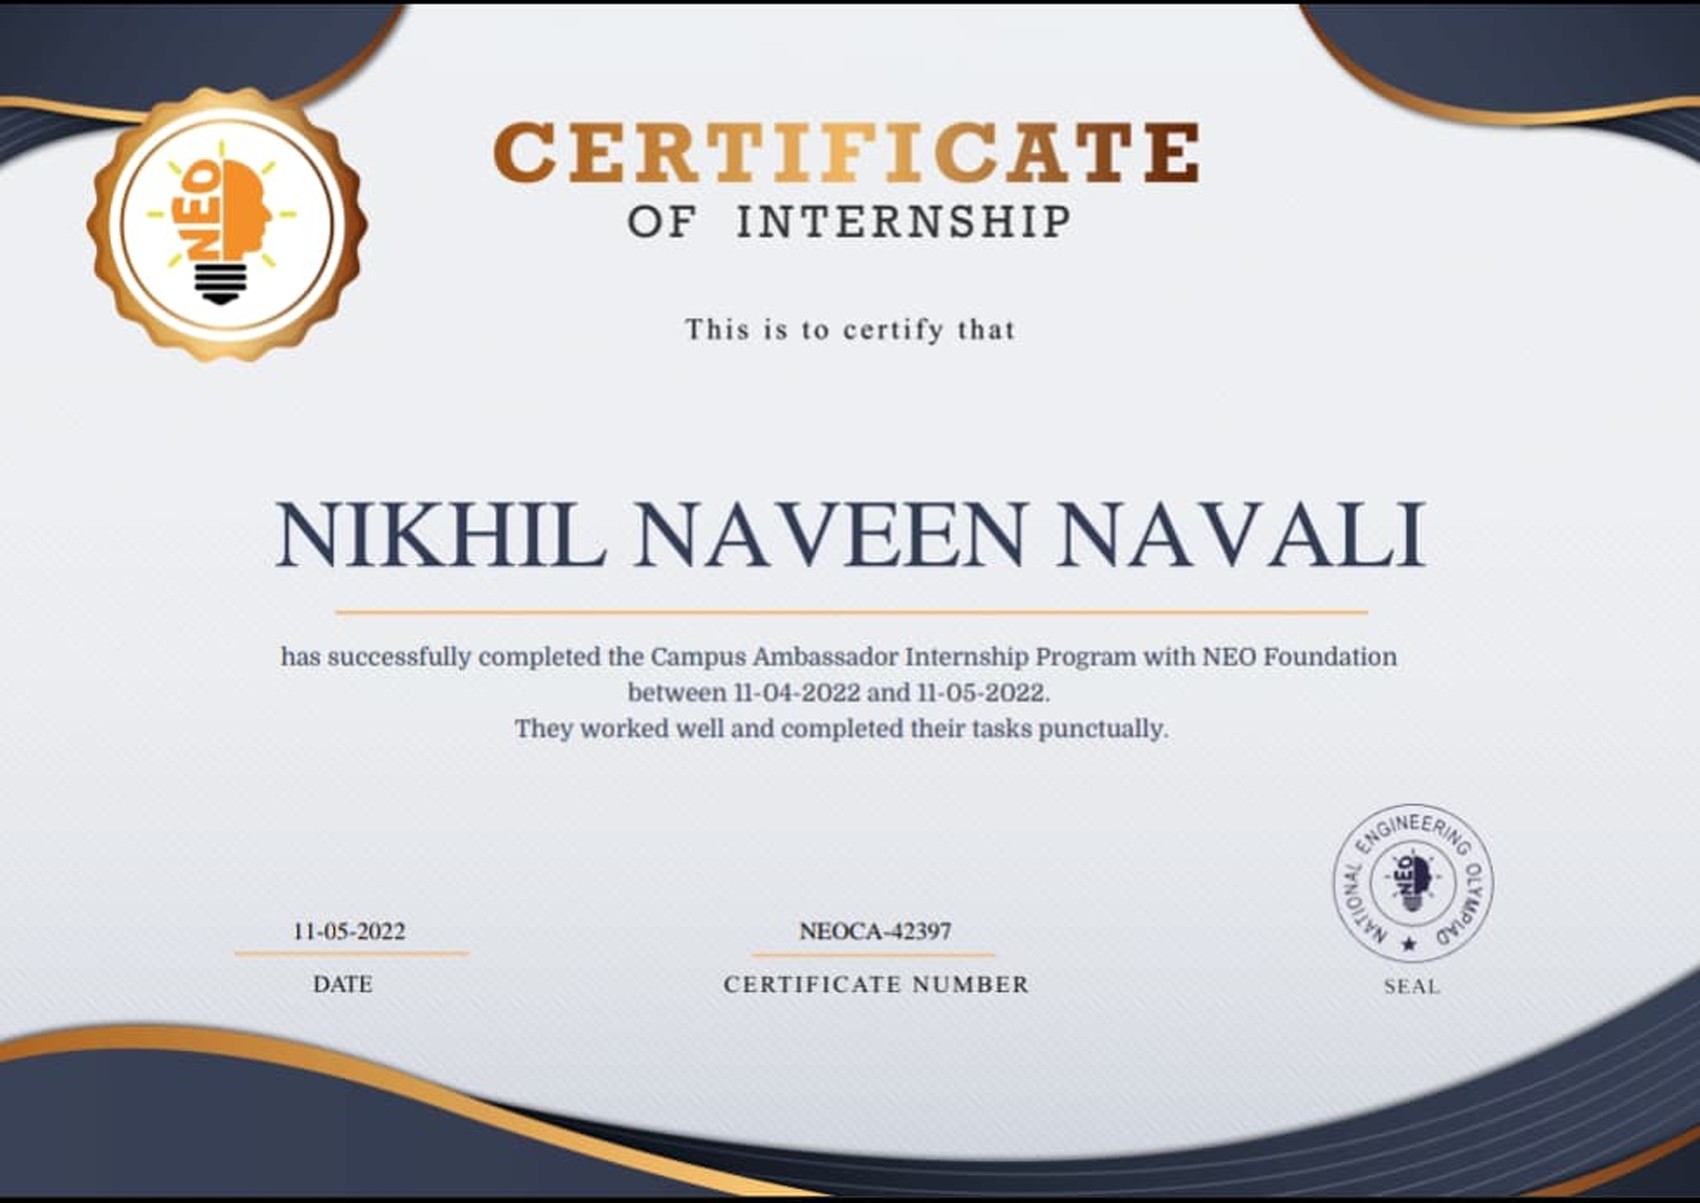 NEO
CERTIFICATE
OF INTERNSHIP
This is to certify that
NIKHIL NAVEEN NAVALI
has successfully completed the Campus Ambassador Internship Program with NEO Foundation
between 11-04-2022 and 11-05-2022.
They worked well and completed their tasks punctually.
11-05-2022
DATE
NEOCA-42397
CERTIFICATE NUMBER
NATIONAL ENGINEERING OLYMPIAD
NEO
SEAL